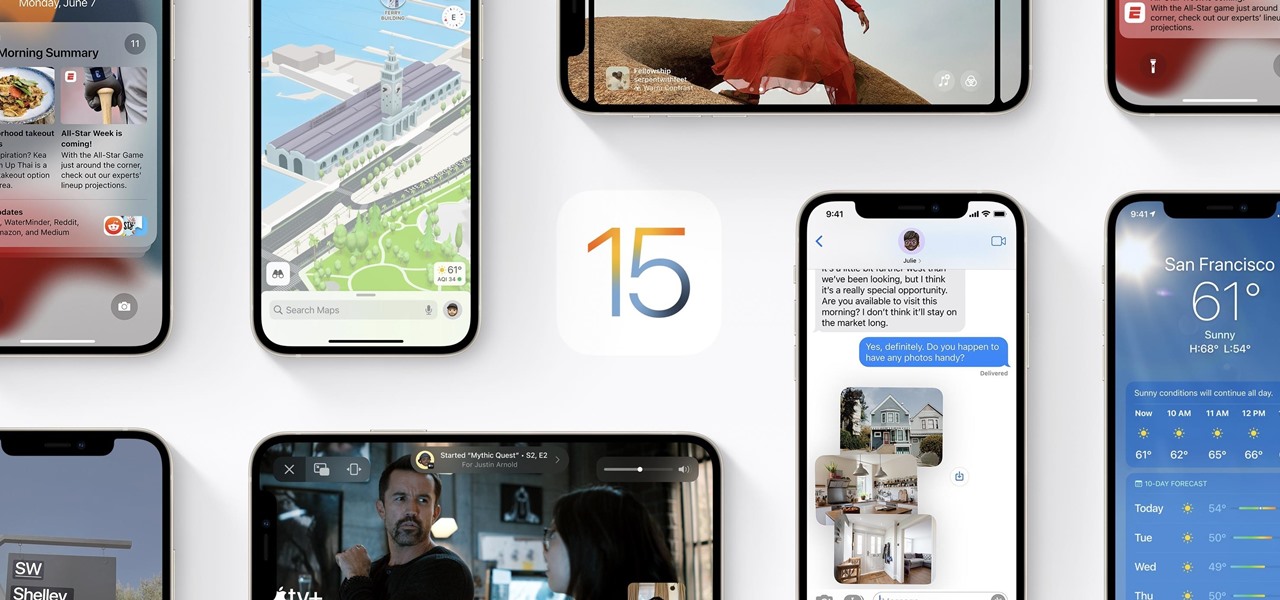 Monday, June 7
Morning Summary
11
rhood takeout
s
piration? Kea
n Up Thai is a
takeout option
rea.
All-Star Week is
coming!
With the All-Star Game
just around the corner,
check out our experts'
lineup projections.
pdates
, WaterMinder, Reddit,
mazon, and Medium
FERRY
BUILDING
E
61°
AQI 34
Search Maps
Fellowship
serpentwithfeet
Warm Contrast
With the All-Star game just around the
corner, check out our experts' lineup
projections.
15
9:41
Julie
it's a little bit further west than
we've been looking, but I think
it's a really special opportunity.
Are you available to visit this
morning? I don't think it'll stay on
the market long.
Yes, definitely. Do you happen to
have any photos handy?
Delivered
9:41
San Francisco
61°
Sunny
H:68° L:54°
Sunny conditions will continue all day.
Now 10 AM 11 AM 12 PM
61° 62° 65° 66°
10-DAY FORECAST
Today 54°
Tue 50°
Wed 49°
Thu 50°
SW
Shelley
Started "Mythic Quest" • S2, E2
For Justin Arnold
tv+